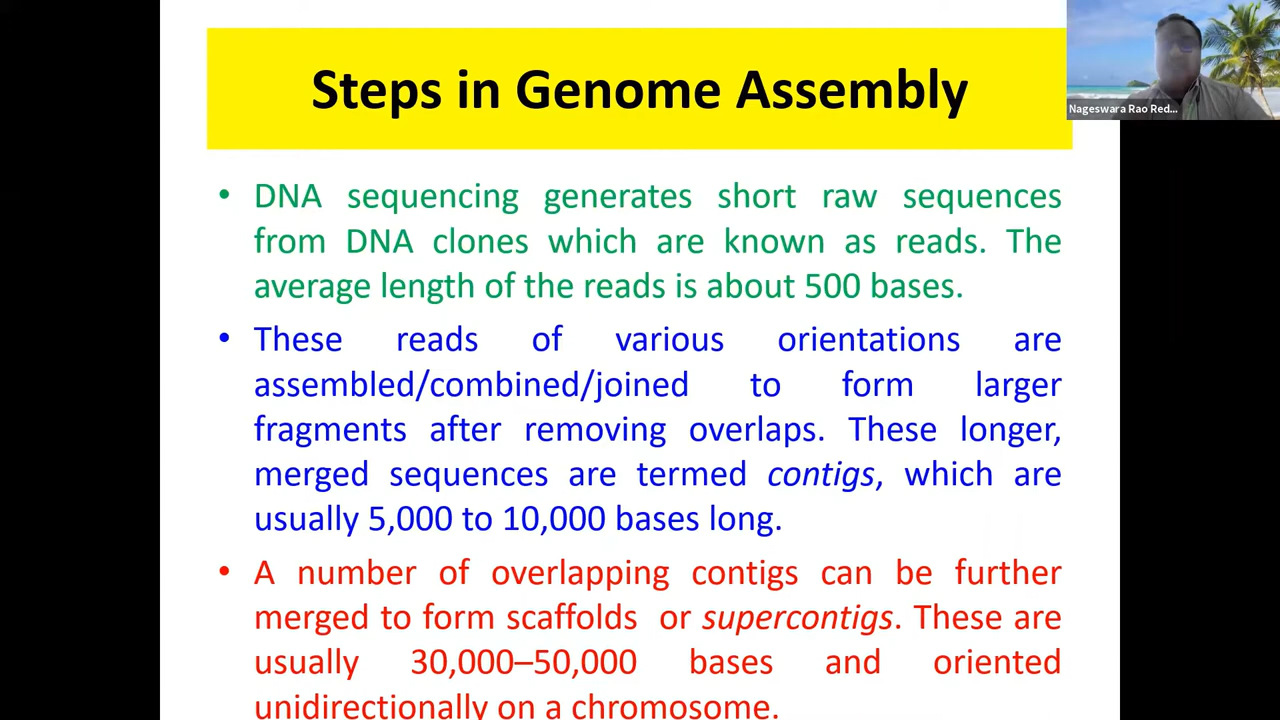 Steps in Genome Assembly
Nageswara Rao Red...
• DNA sequencing generates short raw sequences
from DNA clones which are known as reads. The
average length of the reads is about 500 bases.
• These reads of various orientations are
assembled/combined/joined to form larger
fragments after removing overlaps. These longer,
merged sequences are termed contigs, which are
usually 5,000 to 10,000 bases long.
• A number of overlapping contigs can be further
merged to form scaffolds or supercontigs. These are
usually 30,000–50,000 bases and oriented
unidirectionally on a chromosome.